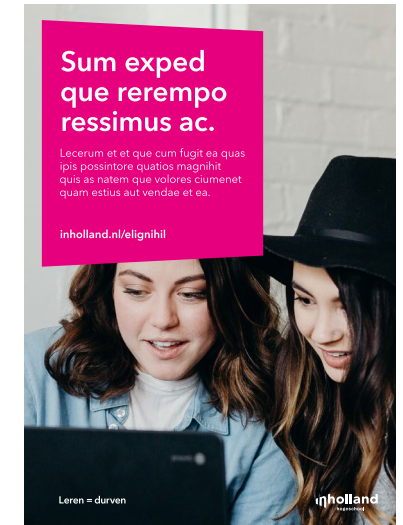 Sum exped
que rerempo
ressimus ac.
Lecerum et et que cum fugit ea quas
ipis possintore quatios magnihit
quis as natem que volores ciumenet
quam estius aut vendae et ea.
inholland.nl/elignihil
Leren = durven
inholland
hogeschool